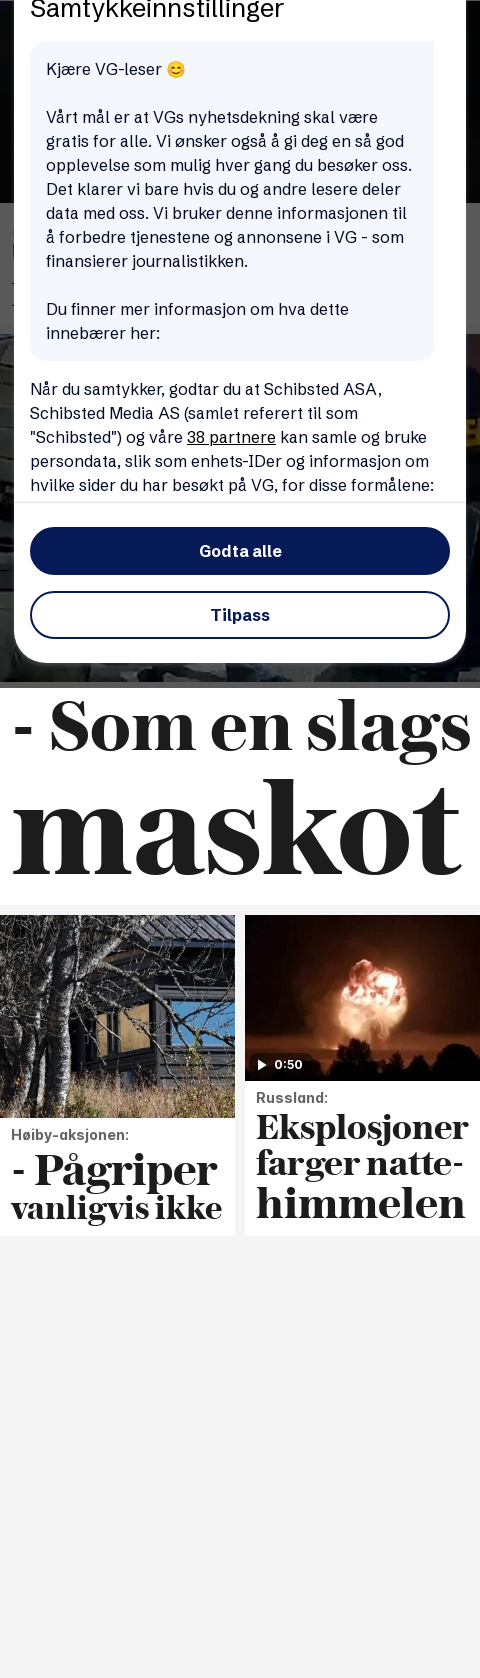 Samtykkeinnstillinger
Kjære VG-leser 😊
Vårt mål er at VGs nyhetsdekning skal være
gratis for alle. Vi ønsker også å gi deg en så god
opplevelse som mulig hver gang du besøker oss.
Det klarer vi bare hvis du og andre lesere deler
data med oss. Vi bruker denne informasjonen til
å forbedre tjenestene og annonsene i VG - som
finansierer journalistikken.
Du finner mer informasjon om hva dette
innebærer her:
Når du samtykker, godtar du at Schibsted ASA,
Schibsted Media AS (samlet referert til som
"Schibsted") og våre 38 partnere kan samle og bruke
persondata, slik som enhets-IDer og informasjon om
hvilke sider du har besøkt på VG, for disse formålene:
Godta alle
Tilpass
- Som en slags
maskot
Høiby-aksjonen:
- Pågriper
vanligvis ikke
0:50
Russland:
Eksplosjoner
farger natte-
himmelen